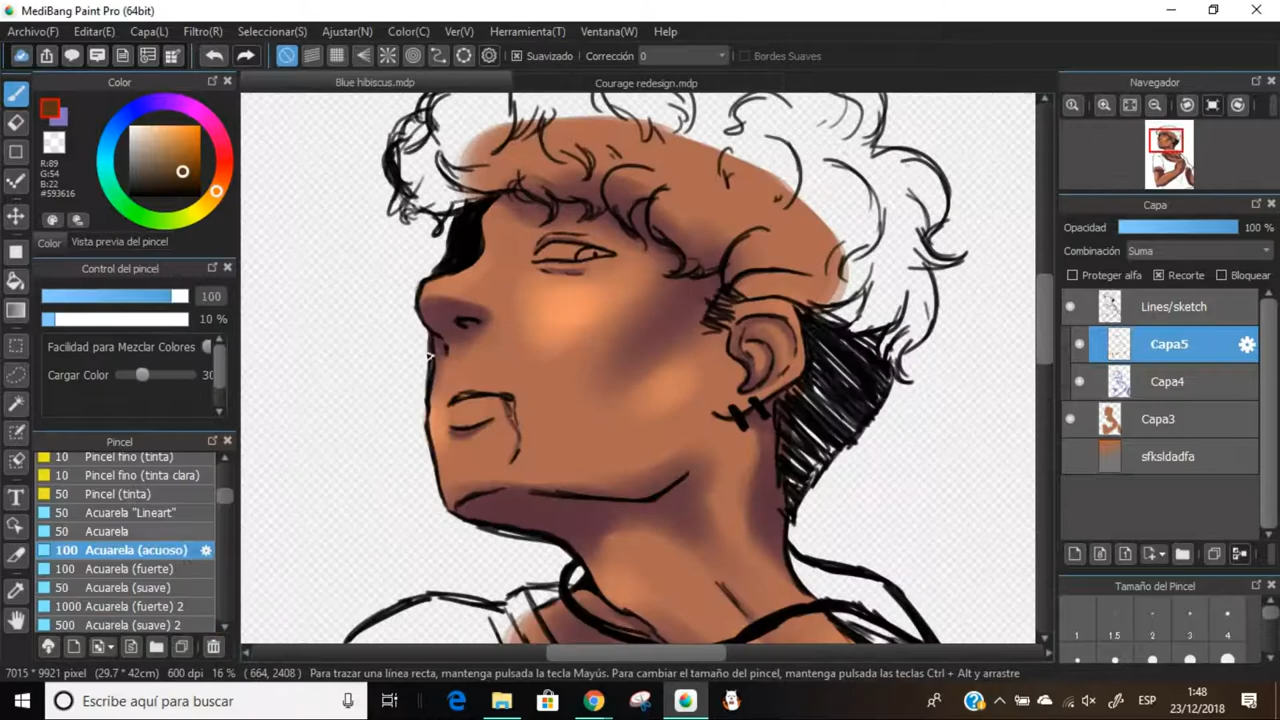 MediBang Paint Pro (64bit)
Archivo(F) Editar(E) Capa(L) Filtro(R) Seleccionar(S) Ajustar(N) Color(C) Ver(V) Herramienta(T) Ventana(W) Help
Suavizado Corrección 0 Bordes Suaves
Color
Blue hibiscus.mdp Courage redesign.mdp
Navegador
R:89
G:54
B:22
#593616
Color Vista previa del pincel
Control del pincel
100
10 %
Facilidad para Mezclar Colores
Cargar Color 30
Pincel
10 Pincel fino (tinta)
10 Pincel fino (tinta clara)
50 Pincel (tinta)
50 Acuarela "Lineart"
50 Acuarela
100 Acuarela (acuoso)
100 Acuarela (fuerte)
50 Acuarela (suave)
1000 Acuarela (fuerte) 2
500 Acuarela (suave) 2
Capa
Opacidad 100 %
Combinación Suma
Proteger alfa Recorte Bloquear
Lines/sketch
Capa5
Capa4
Capa3
sfksldadfa
Tamaño del Pincel
1 1.5 2 3 4
7015 * 9921 pixel (29.7 * 42cm) 600 dpi 16 % (664, 2408) Para trazar una línea recta, mantenga pulsada la tecla Mayús. Para cambiar el tamaño del pincel, mantenga pulsadas las teclas Ctrl + Alt y arrastre
Escribe aquí para buscar
ESP
1:48
23/12/2018